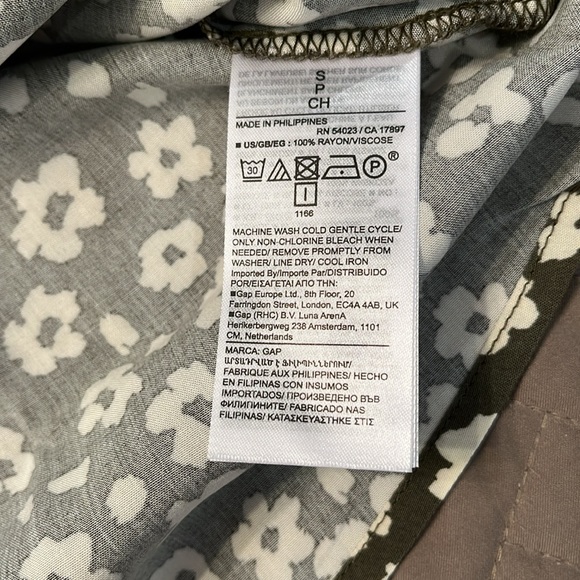 S
P
CH
MADE IN PHILIPPINES
RN 54023 / CA 17897
■ US/GB/EG : 100% RAYON/VISCOSE
30
P
®
1166
MACHINE WASH COLD GENTLE CYCLE/
ONLY NON-CHLORINE BLEACH WHEN
NEEDED/ REMOVE PROMPTLY FROM
WASHER/ LINE DRY/ COOL IRON
Imported By/Importe Par/DISTRIBUIDO
POR/ΕΙΣΑΓΕΤΑΙ ΑΠΟ :
■Gap Europe Ltd., 8th Floor, 20
Farringdon Street, London, EC4A 4AB, UK
■Gap (RHC) B.V. Luna ArenA
Herikerbergweg 238 Amsterdam, 1101
CM, Netherlands
MARCA: GAP
ԱՐՏԱԴՐՎԱԾ Է ՖԻԼԻՊԻՆՆԵՐՈՒՄ/
FABRIQUE AUX PHILIPPINES/ HECHO
EN FILIPINAS CON INSUMOS
IMPORTADOS/ ПРОИЗВЕДЕНО ВЪВ
ФИЛИПИНИТЕ/ FABRICADO NAS
FILIPINAS/ ΚΑΤΑΣΚΕΥΑΣΤΗΚΕ ΣΤΙΣ